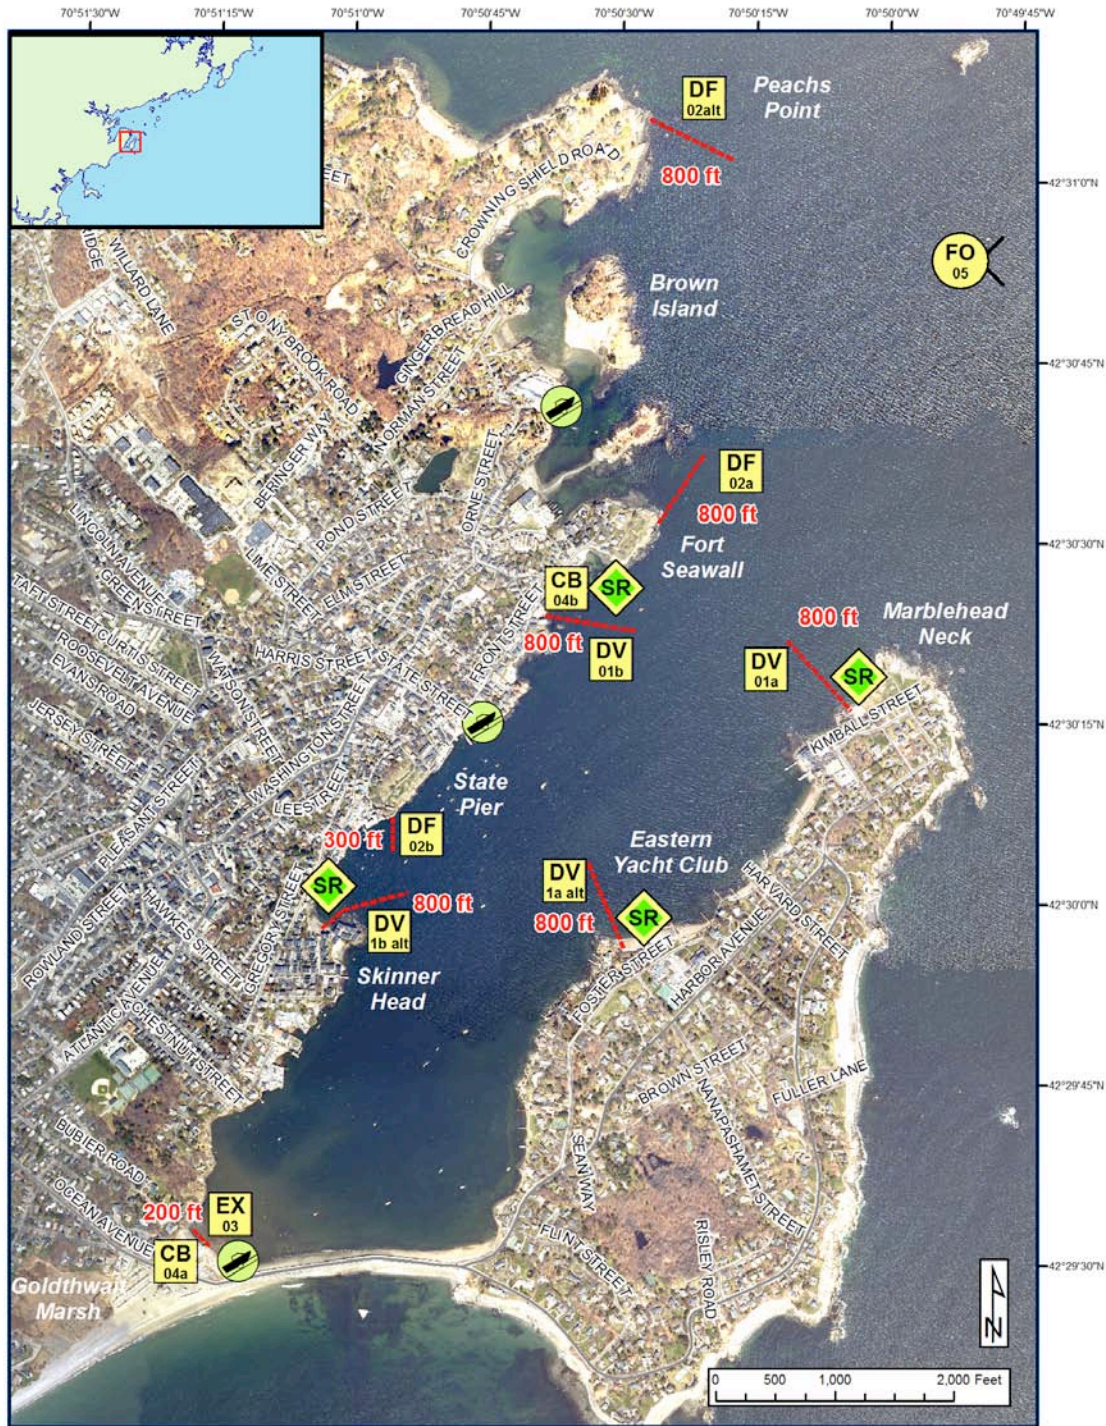 70°51'30"W
70°51'15"W
70°51'0"W
70°50'45"W
70°50'30"W
70°50'15"W
70°50'0"W
70°49'45"W
DF
02alt
Peachs
Point
800 ft
42°31'0"N
CROWNING SHIELD ROAD
STREET
RIDGE
WILLARD LANE
FO
05
Brown
Island
STONYBROOK ROAD
GINGERBREAD HILL
NORMAN STREET
42°30'45"N
BERINGER WAY
POND STREET
ORNE STREET
DF
02a
800 ft
42°30'30"N
Fort
Seawall
LINCOLN AVENUE
GREEN STREET
LIME STREET
ELM STREET
CB
04b
SR
TAFT STREET
CURTIS STREET
ROOSEVELT AVENUE
EVANS ROAD
JERSEY STREET
HARRIS STREET
STATE STREET
FRONT STREET
800 ft
DV
01b
Marblehead
Neck
800 ft
DV
01a
SR
KIMBALL STREET
42°30'15"N
WATSON STREET
WASHINGTON STREET
PLEASANT STREET
LEE STREET
State
Pier
300 ft
DF
02b
Eastern
Yacht Club
DV
1a alt
800 ft
SR
SR
800 ft
DV
1b alt
HARVARD STREET
42°30'0"N
ROWLAND STREET
HAWKES STREET
GREGORY STREET
FOSTER STREET
HARBOR AVENUE
Skinner
Head
ATLANTIC AVENUE
CHESTNUT STREET
BROWN STREET
FULLER LANE
42°29'45"N
NANAPASHAMET STREET
BUBIER ROAD
OCEAN AVENUE
SEAN WAY
200 ft
EX
03
CB
04a
FLINT STREET
RISLEY ROAD
42°29'30"N
Goldthwait
Marsh
N
0 500 1,000 2,000 Feet